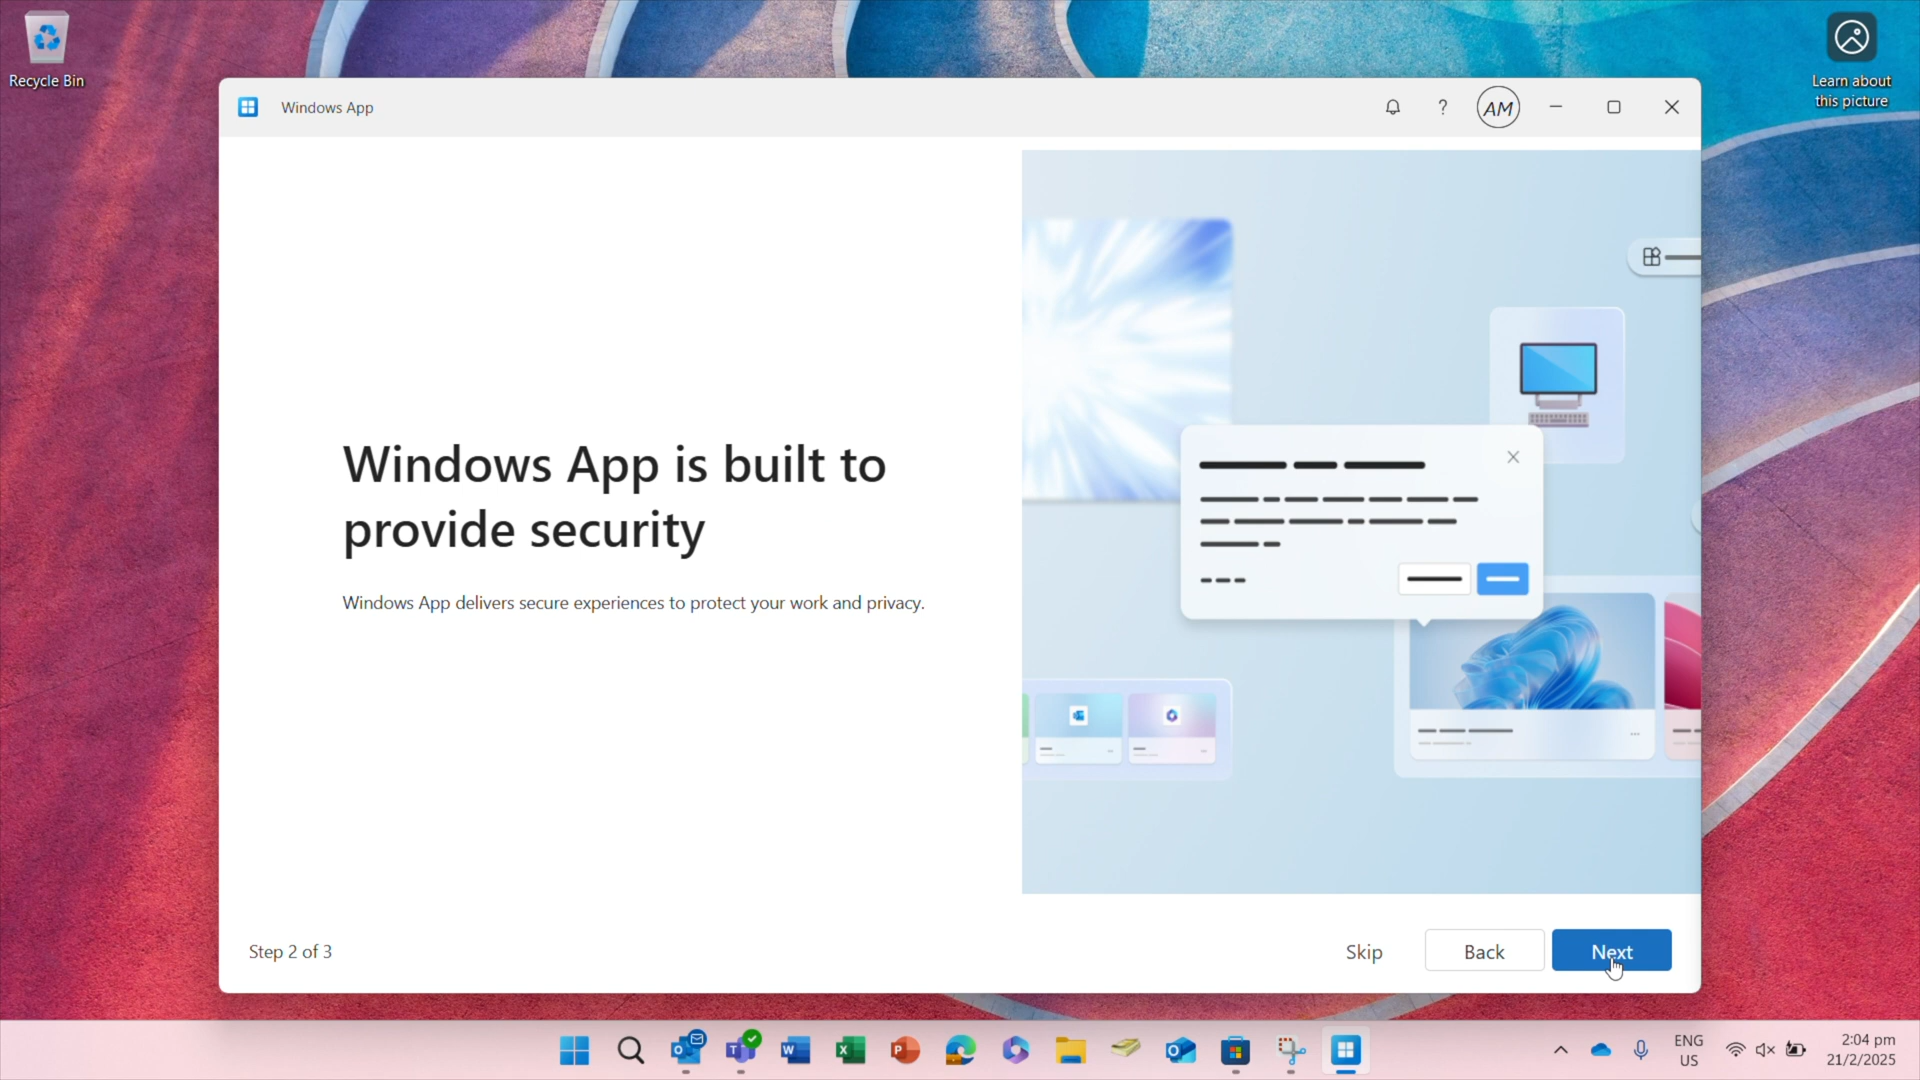 Recycle Bin
Learn about
this picture
Windows App
?
AM
Windows App is built to
provide security
Windows App delivers secure experiences to protect your work and privacy.
Step 2 of 3
Skip
Back
Next
ENG
US
2:04 pm
21/2/2025